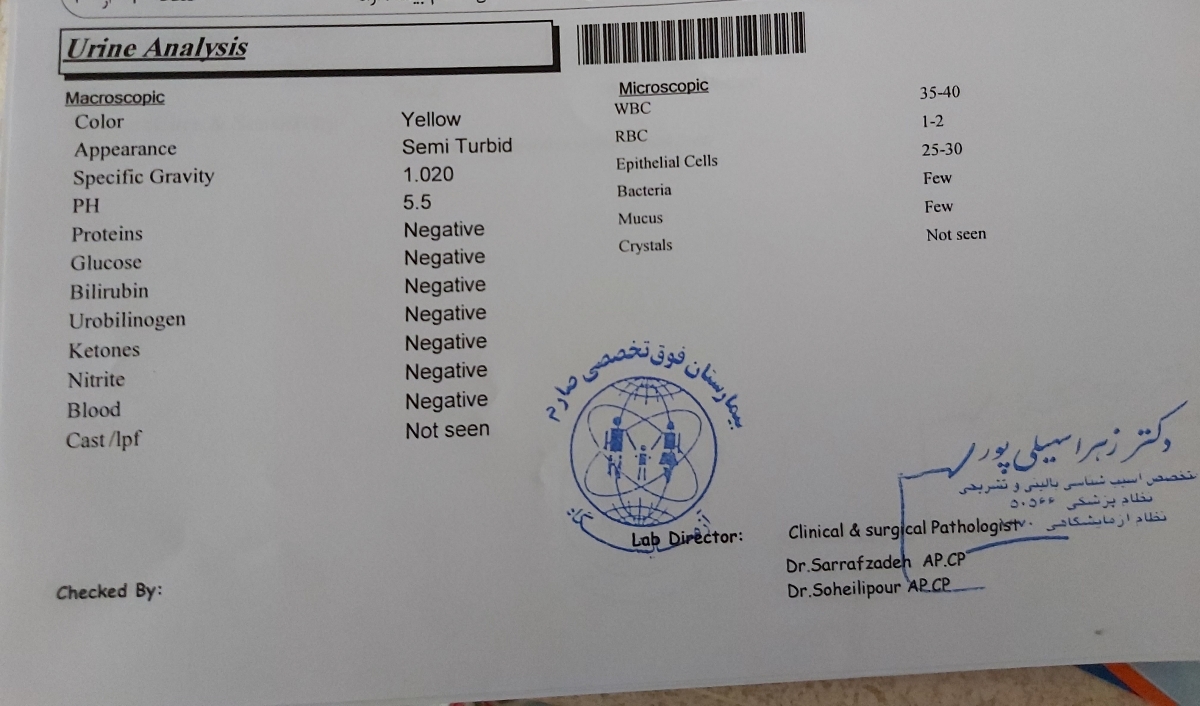 Urine Analysis
Macroscopic
Color Yellow
Appearance Semi Turbid
Specific Gravity 1.020
PH 5.5
Proteins Negative
Glucose Negative
Bilirubin Negative
Urobilinogen Negative
Ketones Negative
Nitrite Negative
Blood Negative
Cast/lpf Not seen
Microscopic
WBC 35-40
RBC 1-2
Epithelial Cells 25-30
Bacteria Few
Mucus Few
Crystals Not seen
بیمارستان فوق تخصصی صارم
دکتر زهرا سهیلی پور
تخصص اسیب شناسی بالینی و تشریحی
نظام پزشکی ۵۰۵۶۶
نظام ازمایشگاهی
Lab Director: Clinical & surgical Pathologist
Dr.Sarrafzadeh AP.CP
Dr.Soheilipour AP.CP
Checked By: